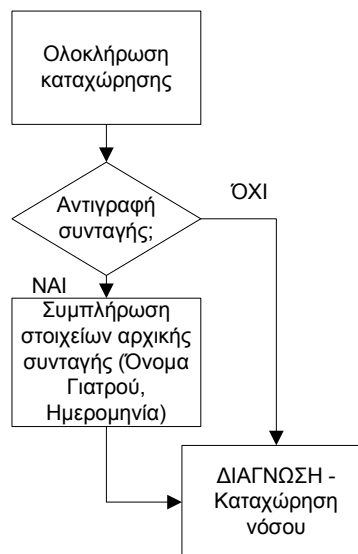 Ολοκλήρωση
καταχώρησης
Αντιγραφή
συνταγής;
ΌΧΙ
ΝΑΙ
Συμπλήρωση
στοιχείων αρχικής
συνταγής (Όνομα
Γιατρού,
Ημερομηνία)
ΔΙΑΓΝΩΣΗ -
Καταχώρηση
νόσου